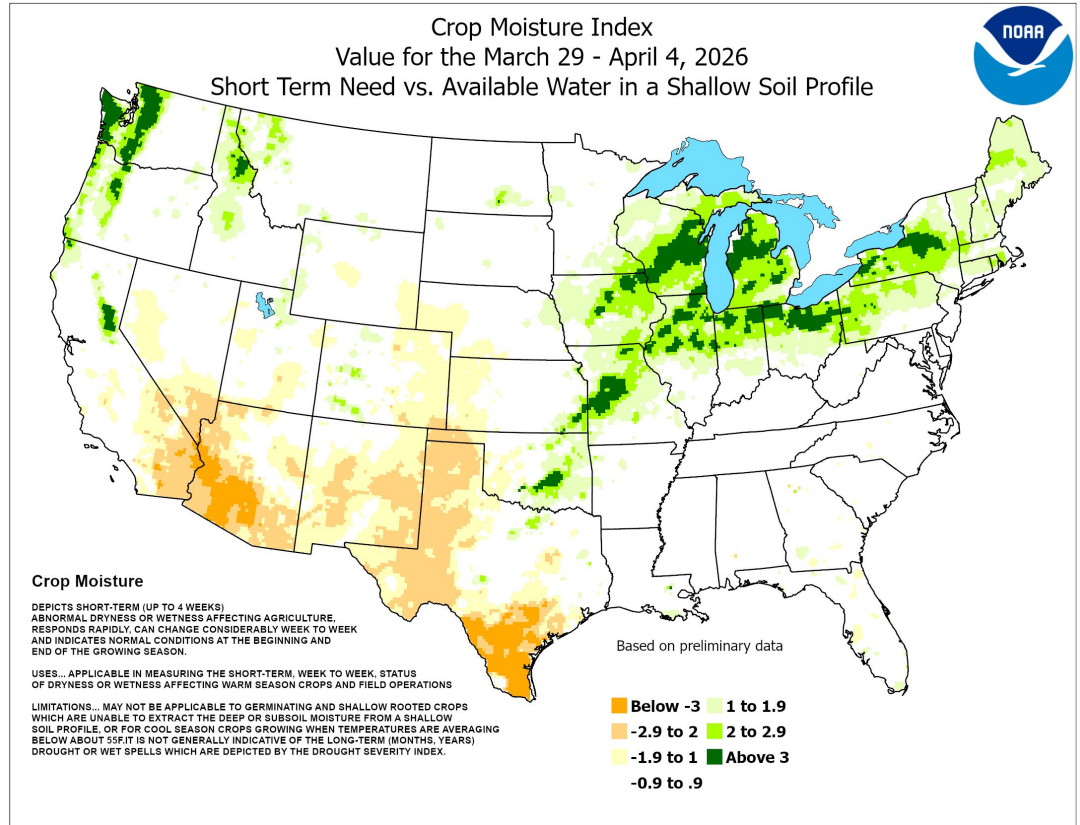 Crop Moisture Index
Value for the March 29 - April 4, 2026
Short Term Need vs. Available Water in a Shallow Soil Profile
NOAA
Crop Moisture
DEPICTS SHORT-TERM (UP TO 4 WEEKS)
ABNORMAL DRYNESS OR WETNESS AFFECTING AGRICULTURE,
RESPONDS RAPIDLY, CAN CHANGE CONSIDERABLY WEEK TO WEEK
AND INDICATES NORMAL CONDITIONS AT THE BEGINNING AND
END OF THE GROWING SEASON.
USES... APPLICABLE IN MEASURING THE SHORT-TERM, WEEK TO WEEK, STATUS
OF DRYNESS OR WETNESS AFFECTING WARM SEASON CROPS AND FIELD OPERATIONS
LIMITATIONS... MAY NOT BE APPLICABLE TO GERMINATING AND SHALLOW ROOTED CROPS
WHICH ARE UNABLE TO EXTRACT THE DEEP OR SUBSOIL MOISTURE FROM A SHALLOW
SOIL PROFILE, OR FOR COOL SEASON CROPS GROWING WHEN TEMPERATURES ARE AVERAGING
BELOW ABOUT 55F.IT IS NOT GENERALLY INDICATIVE OF THE LONG-TERM (MONTHS, YEARS)
DROUGHT OR WET SPELLS WHICH ARE DEPICTED BY THE DROUGHT SEVERITY INDEX.
Based on preliminary data
Below -3
-2.9 to 2
-1.9 to 1
-0.9 to .9
1 to 1.9
2 to 2.9
Above 3